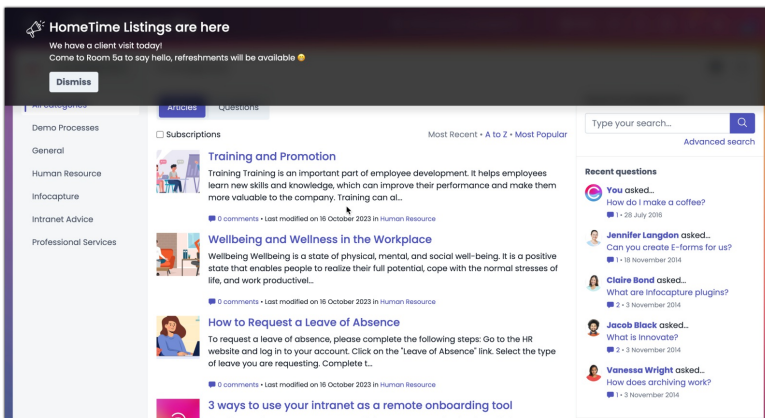 HomeTime Listings are here
We have a client visit today!
Come to Room 5a to say hello, refreshments will be available 😀
Dismiss
All Categories
Demo Processes
General
Human Resource
Infocapture
Intranet Advice
Professional Services
Articles
Questions
Subscriptions
Most Recent • A to Z • Most Popular
Training and Promotion
Training Training is an important part of employee development. It helps employees
learn new skills and knowledge, which can improve their performance and make them
more valuable to the company. Training can al...
0 comments • Last modified on 16 October 2023 in Human Resource
Wellbeing and Wellness in the Workplace
Wellbeing Wellbeing is a state of physical, mental, and social well-being. It is a positive
state that enables people to realize their full potential, cope with the normal stresses of
life, and work productivel...
0 comments • Last modified on 16 October 2023 in Human Resource
How to Request a Leave of Absence
To request a leave of absence, please complete the following steps: Go to the HR
website and log in to your account. Click on the "Leave of Absence" link. Select the type
of leave you are requesting. Complete t...
0 comments • Last modified on 16 October 2023 in Human Resource
3 ways to use your intranet as a remote onboarding tool
Type your search...
Advanced search
Recent questions
You asked...
How do I make a coffee?
1 • 28 July 2016
Jennifer Langdon asked...
Can you create E-forms for us?
1 • 18 November 2014
Claire Bond asked...
What are Infocapture plugins?
2 • 3 November 2014
Jacob Black asked...
What is Innovate?
2 • 3 November 2014
Vanessa Wright asked...
How does archiving work?
1 • 3 November 2014